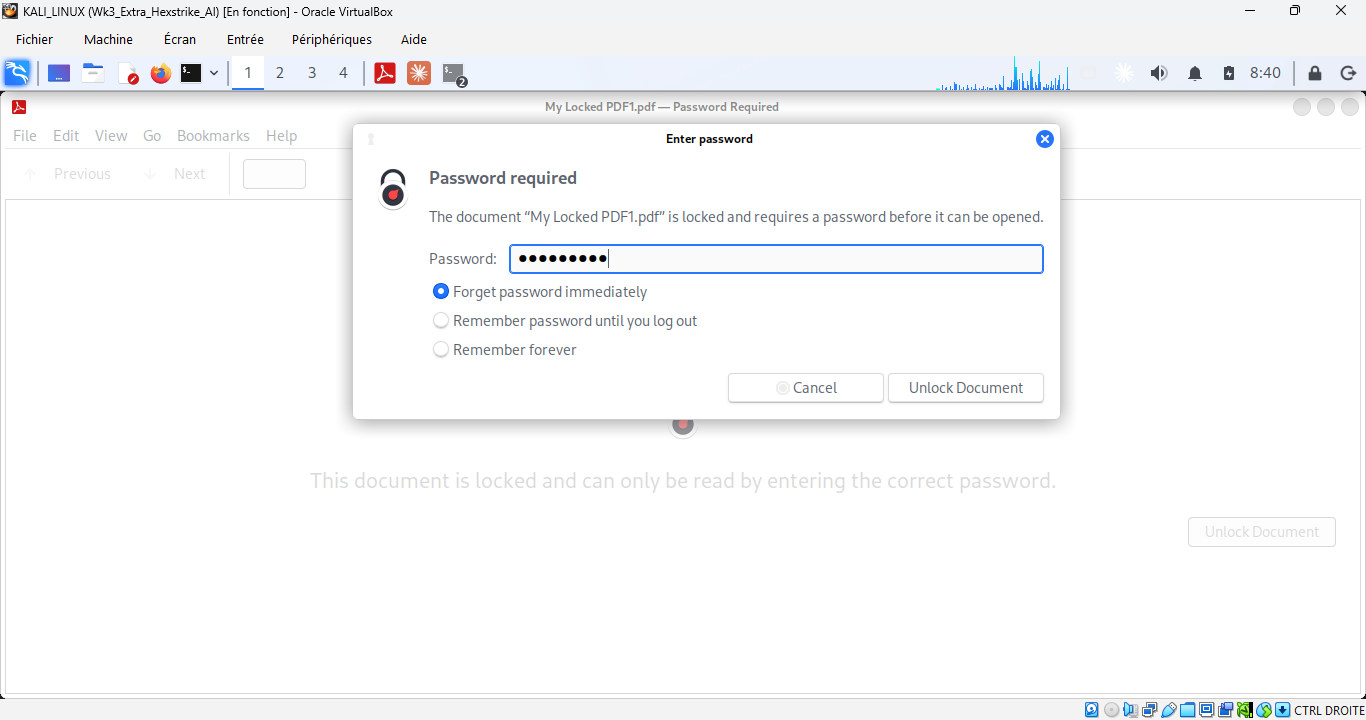 KALI_LINUX (Wk3_Extra_Hexstrike_AI) [En fonction] - Oracle VirtualBox
Fichier Machine Écran Entrée Périphériques Aide
1 2 3 4 2 8:40
My Locked PDF1.pdf — Password Required
File Edit View Go Bookmarks Help
Previous Next
Enter password
Password required
The document “My Locked PDF1.pdf” is locked and requires a password before it can be opened.
Password: ●●●●●●●●●
Forget password immediately
Remember password until you log out
Remember forever
Cancel Unlock Document
This document is locked and can only be read by entering the correct password.
Unlock Document
CTRL DROITE